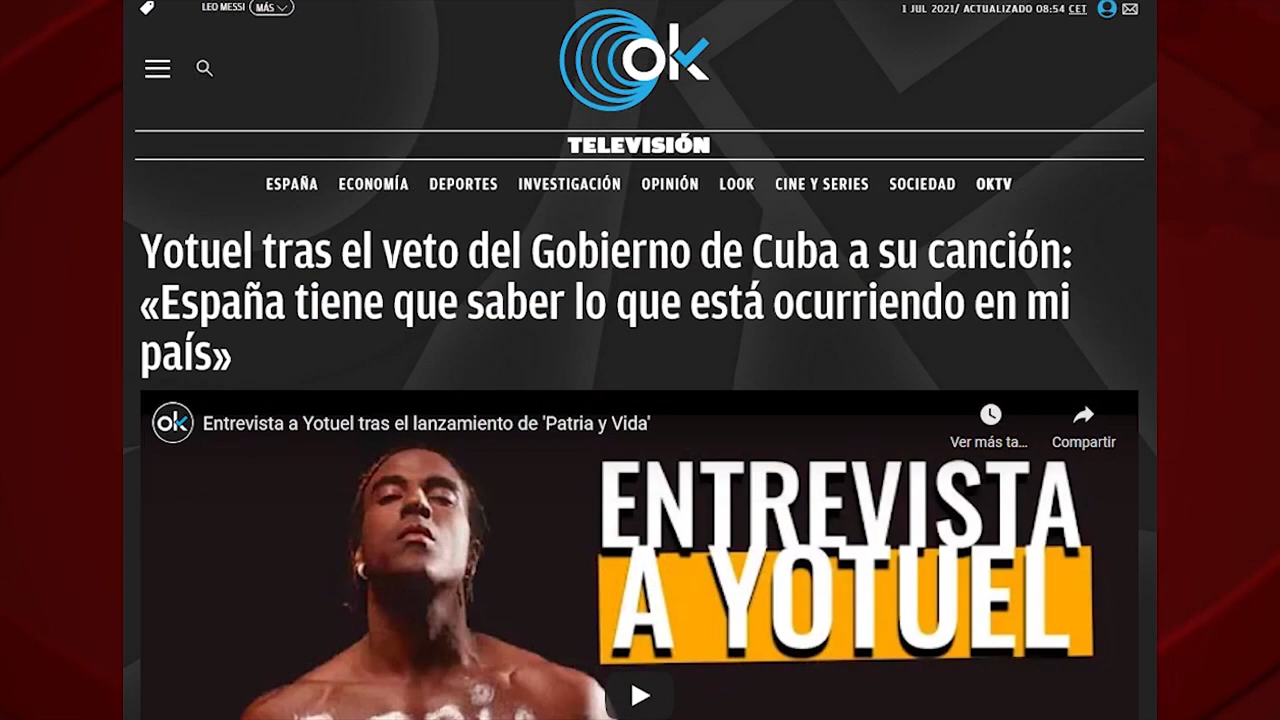 LEO MESSI MÁS 1 JUL 2021/ ACTUALIZADO 08:54 CET
ok
TELEVISIÓN
ESPAÑA ECONOMÍA DEPORTES INVESTIGACIÓN OPINIÓN LOOK CINE Y SERIES SOCIEDAD OKTV
Yotuel tras el veto del Gobierno de Cuba a su canción:
«España tiene que saber lo que está ocurriendo en mi
país»
ok Entrevista a Yotuel tras el lanzamiento de 'Patria y Vida'
Ver más ta... Compartir
ENTREVISTA
A YOTUEL